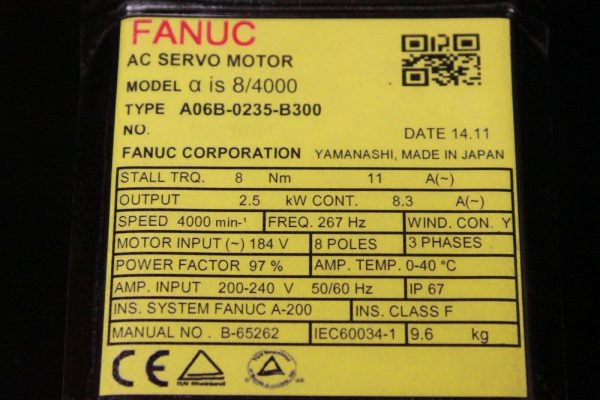 FANUC
AC SERVO MOTOR
MODEL α is 8/4000
TYPE A06B-0235-B300
NO.
DATE 14.11
FANUC CORPORATION YAMANASHI, MADE IN JAPAN
STALL TRQ. 8 Nm 11 A(~)
OUTPUT 2.5 kW CONT. 8.3 A(~)
SPEED 4000 min-¹ FREQ. 267 Hz WIND. CON. Y
MOTOR INPUT (~) 184 V 8 POLES 3 PHASES
POWER FACTOR 97 % AMP. TEMP. 0-40 °C
AMP. INPUT 200-240 V 50/60 Hz IP 67
INS. SYSTEM FANUC A-200 INS. CLASS F
MANUAL NO. B-65262 IEC60034-1 9.6 kg
CE
TÜV Rheinland